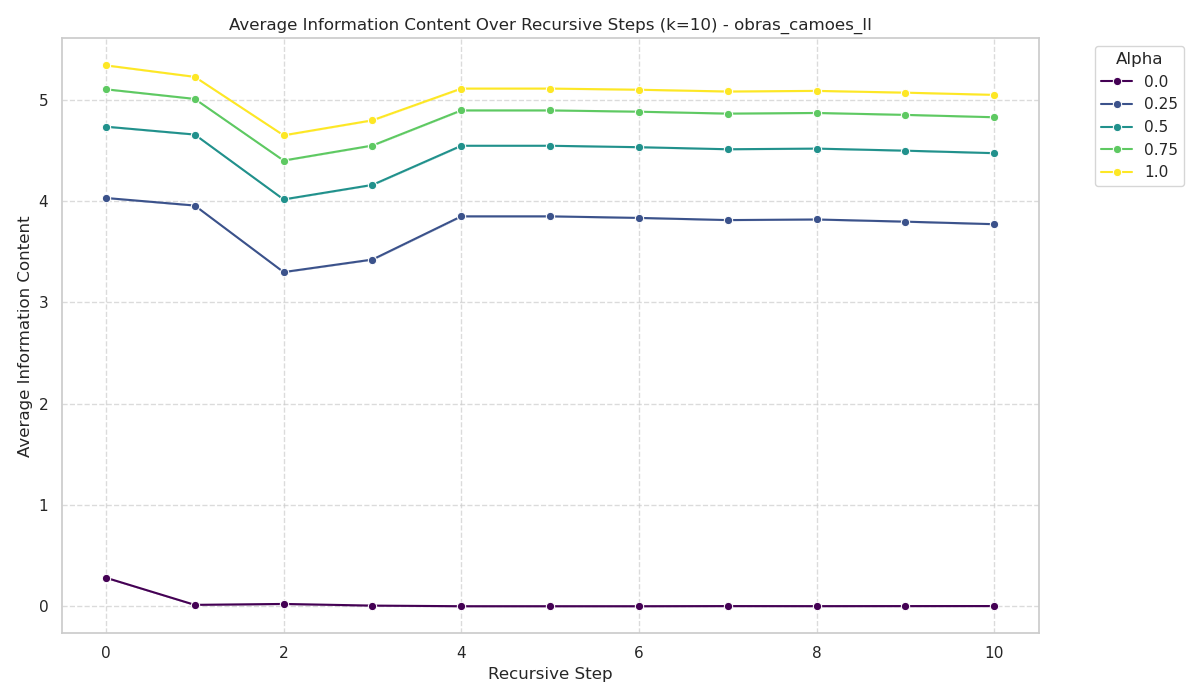 Average Information Content Over Recursive Steps (k=10) - obras_camoes_II
Alpha
0.0
0.25
0.5
0.75
1.0
Average Information Content
5
4
3
2
1
0
0 2 4 6 8 10
Recursive Step